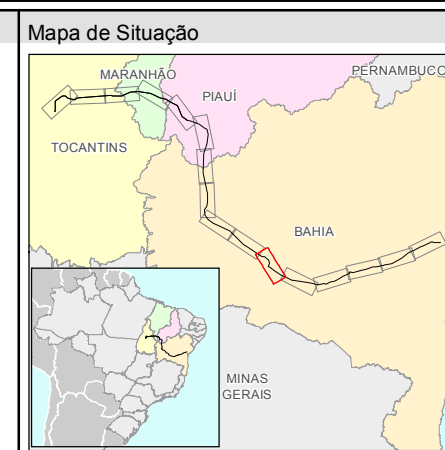 Mapa de Situação
MARANHÃO
PERNAMBUCO
PIAUÍ
TOCANTINS
BAHIA
MINAS
GERAIS